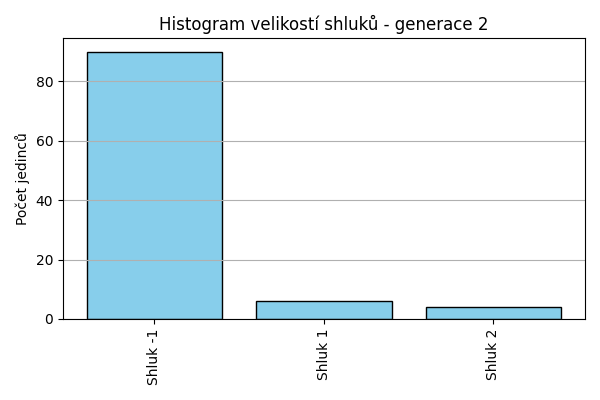 Histogram velikostí shluků - generace 2
Počet jedinců
80
60
40
20
0
Shluk -1
Shluk 1
Shluk 2